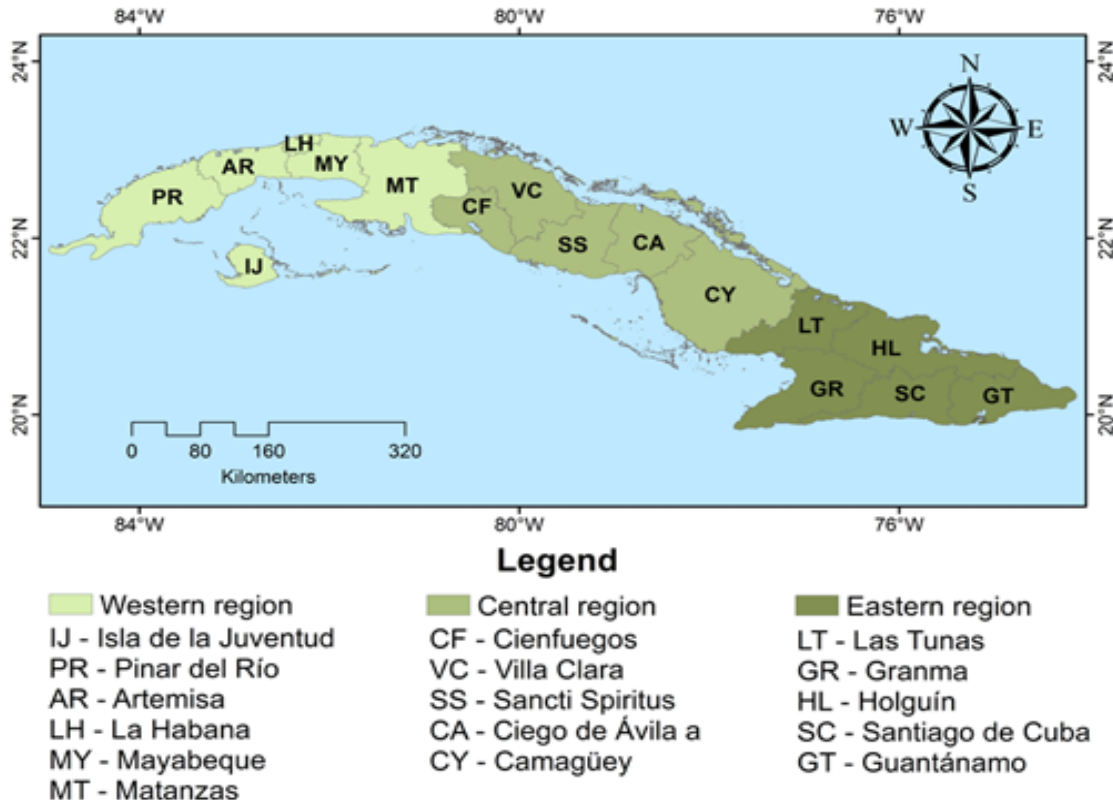 84°W 80°W 76°W
24°N 24°N
N
W E
S
LH
AR MY
PR MT VC
CF
22°N 22°N
SS CA
IJ
CY
LT
HL
GR SC GT
20°N 20°N
0 80 160 320
Kilometers
84°W 80°W 76°W
Legend
Western region
IJ - Isla de la Juventud
PR - Pinar del Río
AR - Artemisa
LH - La Habana
MY - Mayabeque
MT - Matanzas
Central region
CF - Cienfuegos
VC - Villa Clara
SS - Sancti Spiritus
CA - Ciego de Ávila a
CY - Camagüey
Eastern region
LT - Las Tunas
GR - Granma
HL - Holguín
SC - Santiago de Cuba
GT - Guantánamo